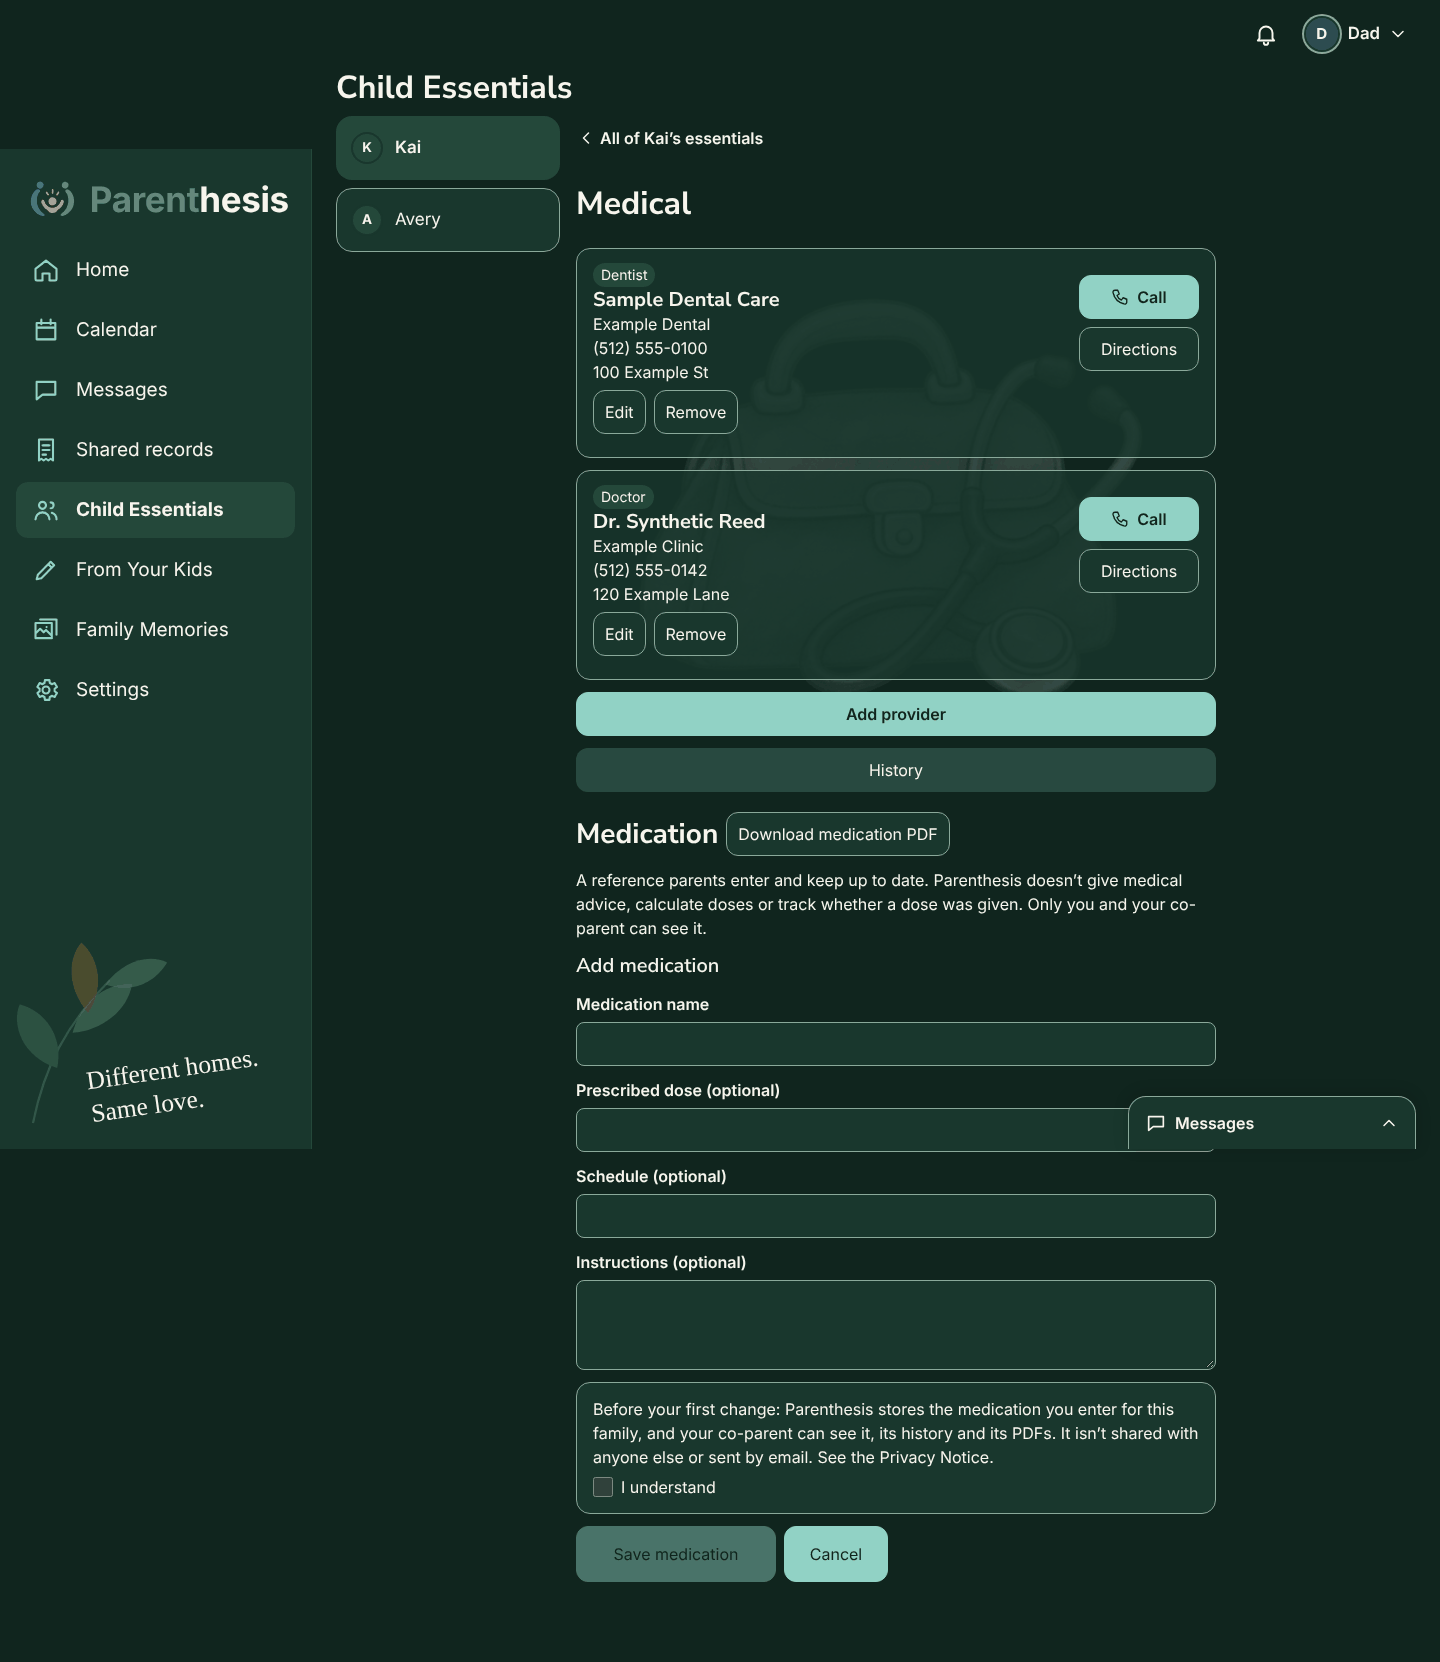 D Dad
Child Essentials
K Kai
A Avery
Parenthesis
Home
Calendar
Messages
Shared records
Child Essentials
From Your Kids
Family Memories
Settings
Different homes.
Same love.
All of Kai’s essentials
Medical
Dentist
Sample Dental Care
Example Dental
(512) 555-0100
100 Example St
Edit Remove
Call
Directions
Doctor
Dr. Synthetic Reed
Example Clinic
(512) 555-0142
120 Example Lane
Edit Remove
Call
Directions
Add provider
History
Medication Download medication PDF
A reference parents enter and keep up to date. Parenthesis doesn’t give medical
advice, calculate doses or track whether a dose was given. Only you and your co-
parent can see it.
Add medication
Medication name
Prescribed dose (optional)
Messages
Schedule (optional)
Instructions (optional)
Before your first change: Parenthesis stores the medication you enter for this
family, and your co-parent can see it, its history and its PDFs. It isn’t shared with
anyone else or sent by email. See the Privacy Notice.
I understand
Save medication Cancel